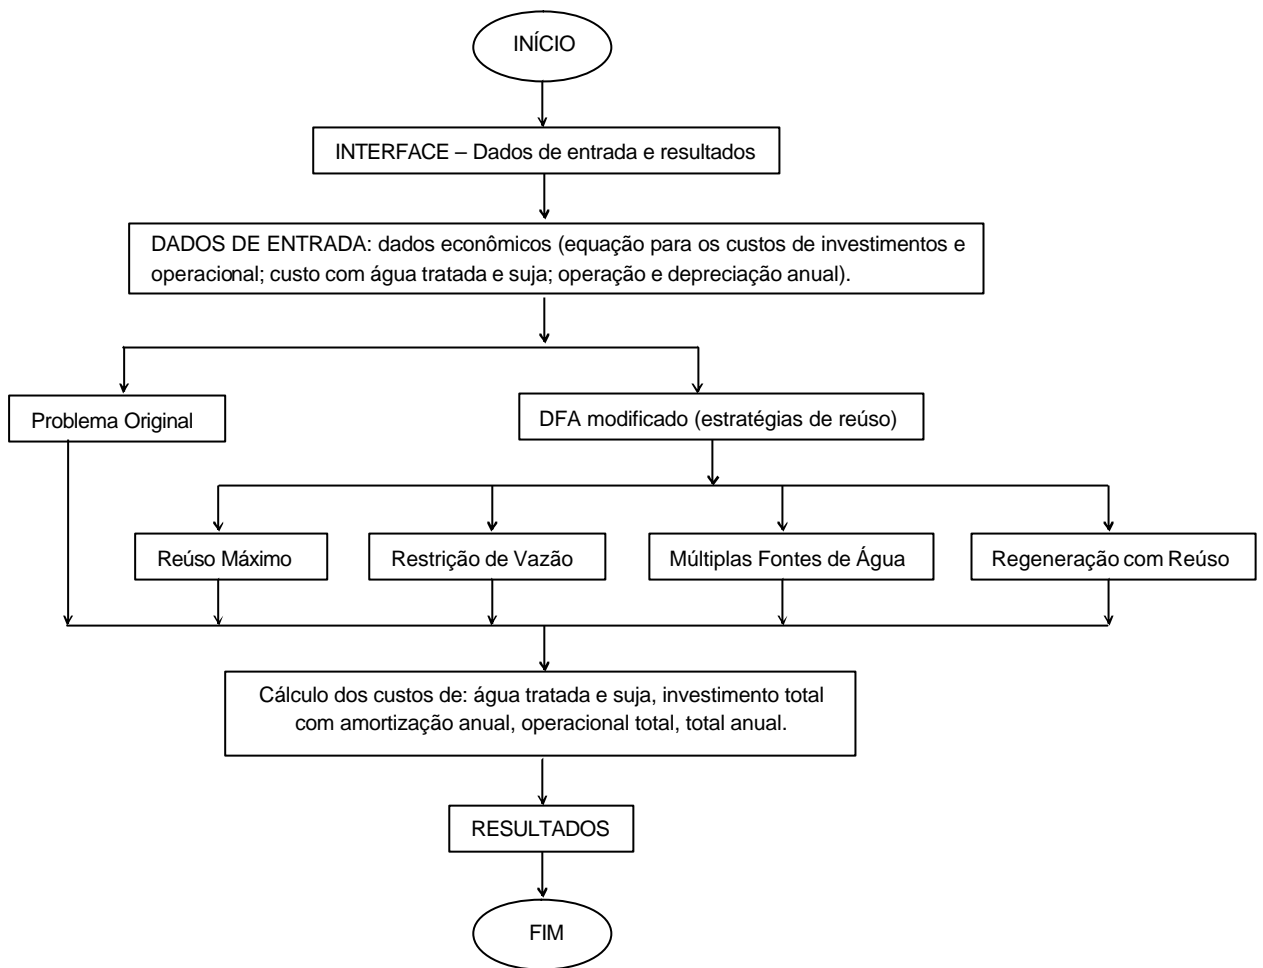 INÍCIO
INTERFACE – Dados de entrada e resultados
DADOS DE ENTRADA: dados econômicos (equação para os custos de investimentos e
operacional; custo com água tratada e suja; operação e depreciação anual).
Problema Original
DFA modificado (estratégias de reúso)
Reúso Máximo
Restrição de Vazão
Múltiplas Fontes de Água
Regeneração com Reúso
Cálculo dos custos de: água tratada e suja, investimento total
com amortização anual, operacional total, total anual.
RESULTADOS
FIM